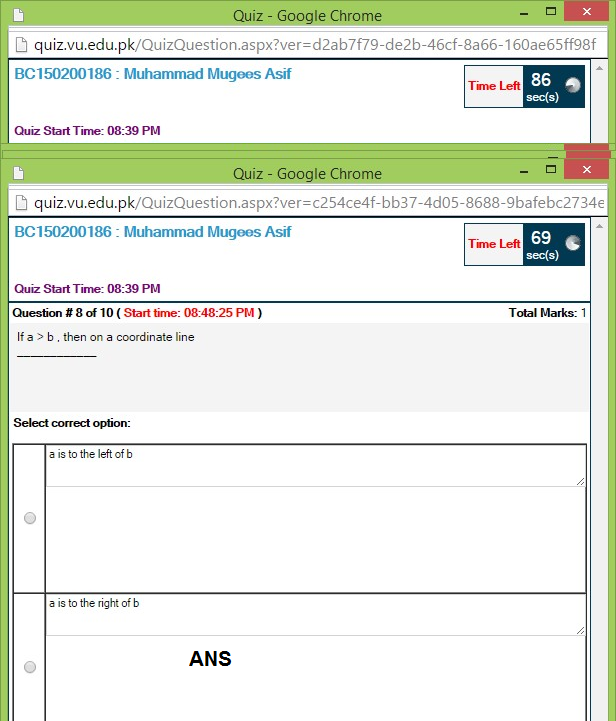 Quiz - Google Chrome
quiz.vu.edu.pk/QuizQuestion.aspx?ver=d2ab7f79-de2b-46cf-8a66-160ae65ff98f
BC150200186 : Muhammad Mugees Asif
Time Left 86 sec(s)
Quiz Start Time: 08:39 PM
Quiz - Google Chrome
quiz.vu.edu.pk/QuizQuestion.aspx?ver=c254ce4f-bb37-4d05-8688-9bafebc2734e
BC150200186 : Muhammad Mugees Asif
Time Left 69 sec(s)
Quiz Start Time: 08:39 PM
Question # 8 of 10 ( Start time: 08:48:25 PM ) Total Marks: 1
If a > b , then on a coordinate line
____________
Select correct option:
a is to the left of b
a is to the right of b
ANS